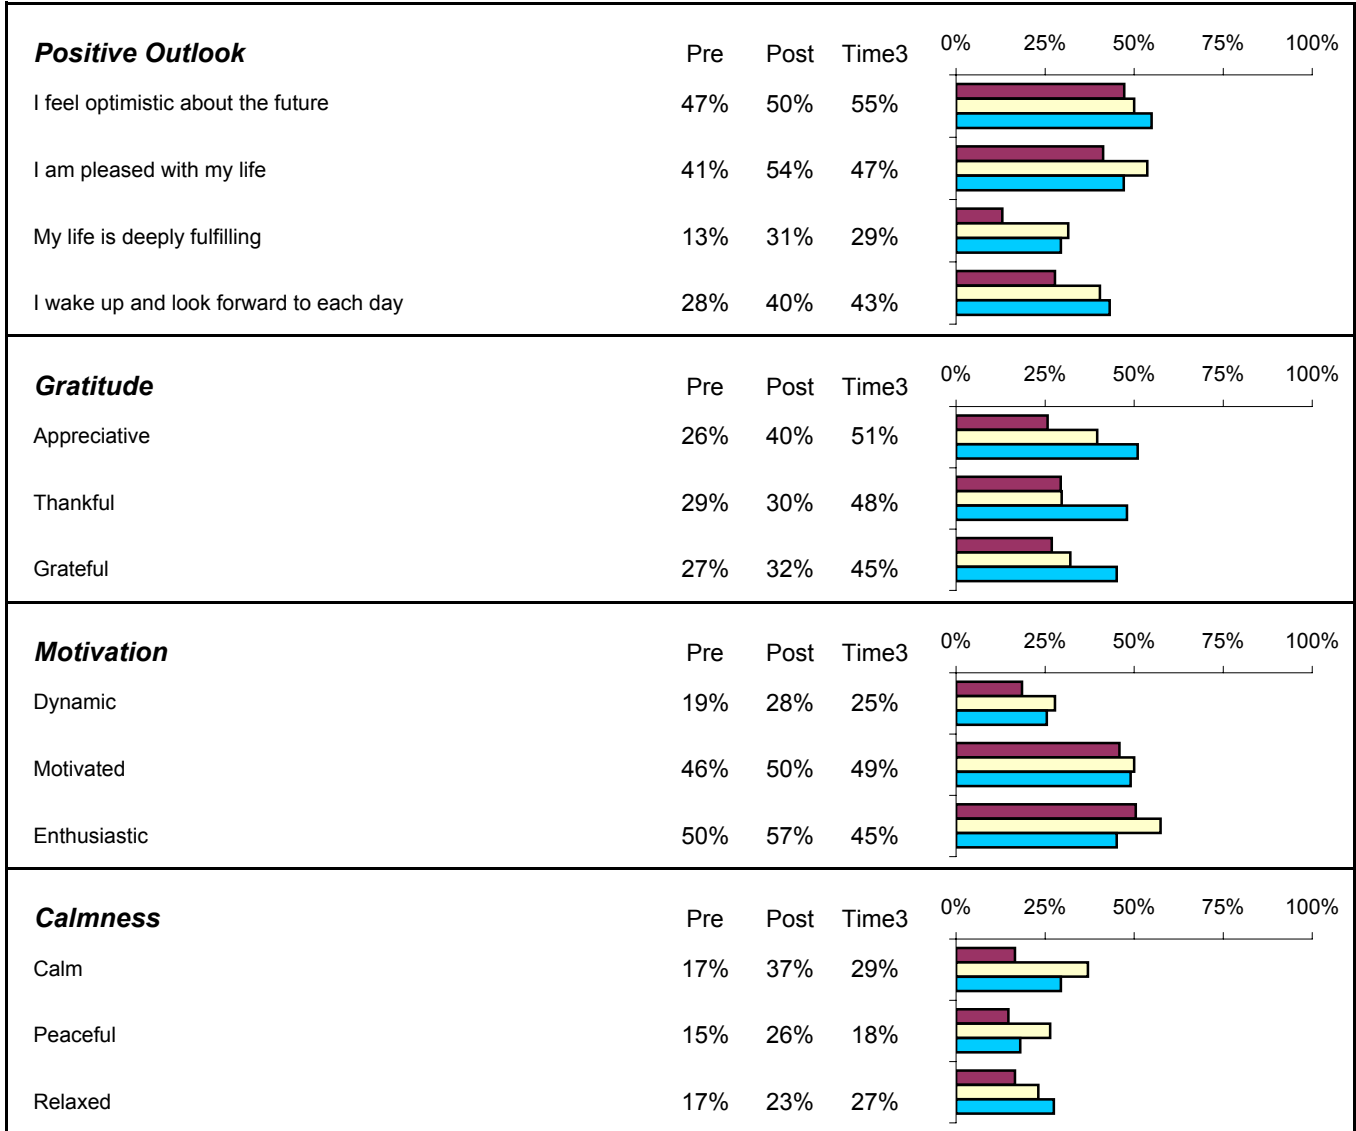 Positive Outlook Pre Post Time3 0% 25% 50% 75% 100%
I feel optimistic about the future 47% 50% 55%
I am pleased with my life 41% 54% 47%
My life is deeply fulfilling 13% 31% 29%
I wake up and look forward to each day 28% 40% 43%
Gratitude Pre Post Time3 0% 25% 50% 75% 100%
Appreciative 26% 40% 51%
Thankful 29% 30% 48%
Grateful 27% 32% 45%
Motivation Pre Post Time3 0% 25% 50% 75% 100%
Dynamic 19% 28% 25%
Motivated 46% 50% 49%
Enthusiastic 50% 57% 45%
Calmness Pre Post Time3 0% 25% 50% 75% 100%
Calm 17% 37% 29%
Peaceful 15% 26% 18%
Relaxed 17% 23% 27%